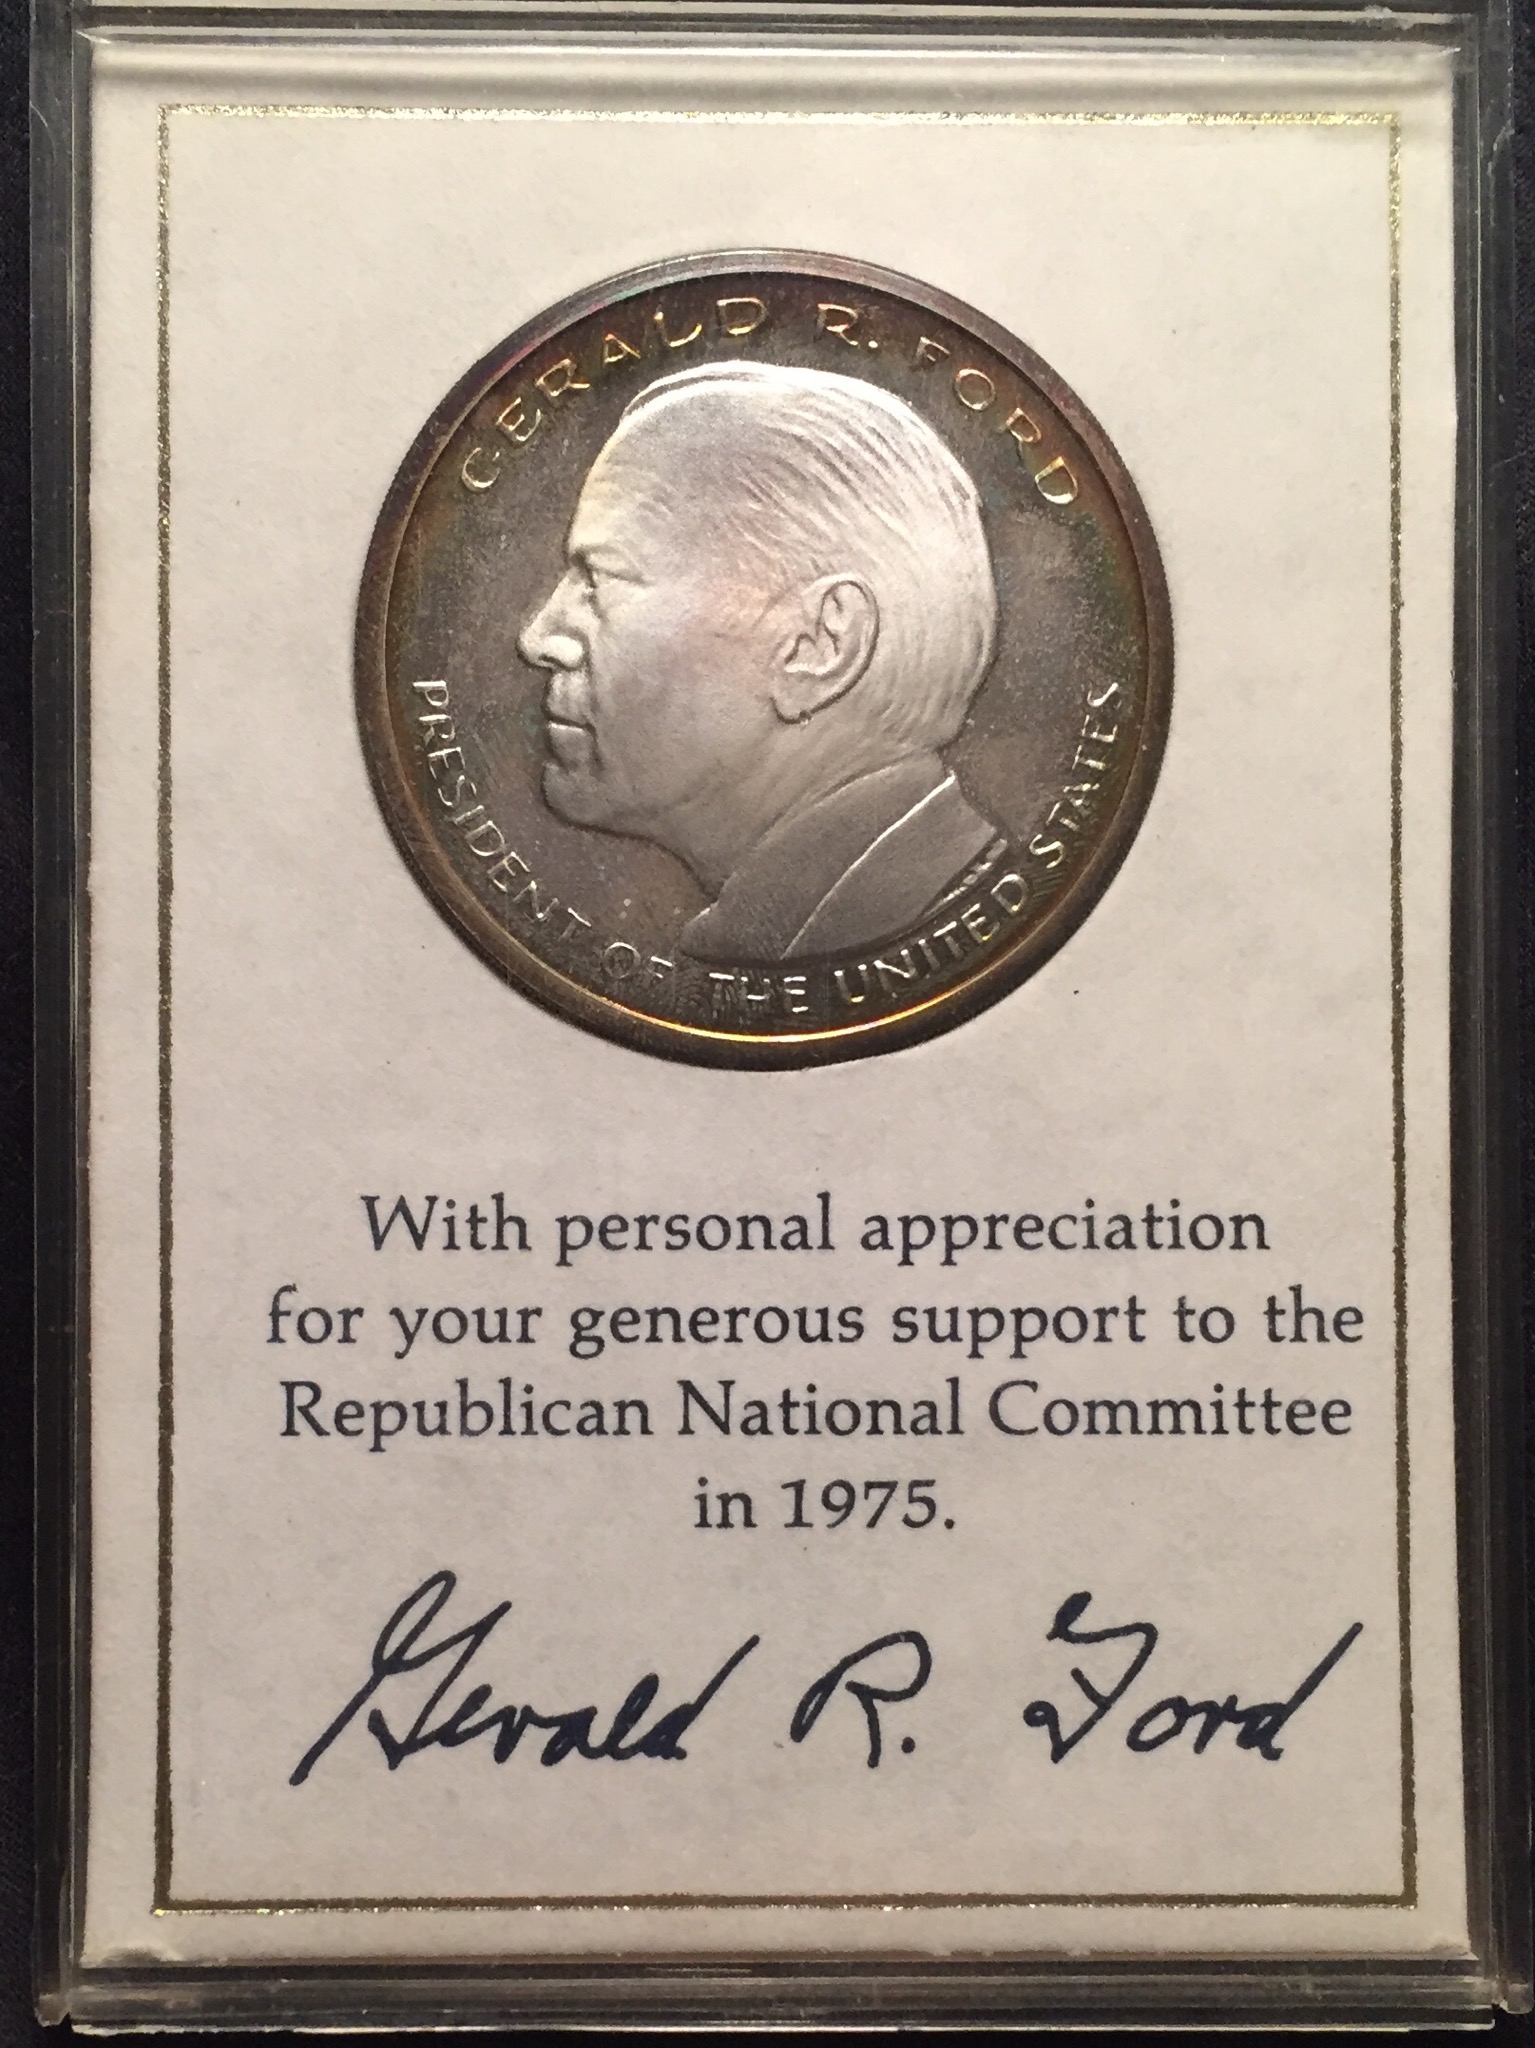 GERALD R. FORD
PRESIDENT OF THE UNITED STATES
With personal appreciation
for your generous support to the
Republican National Committee
in 1975.
Gerald R. Ford